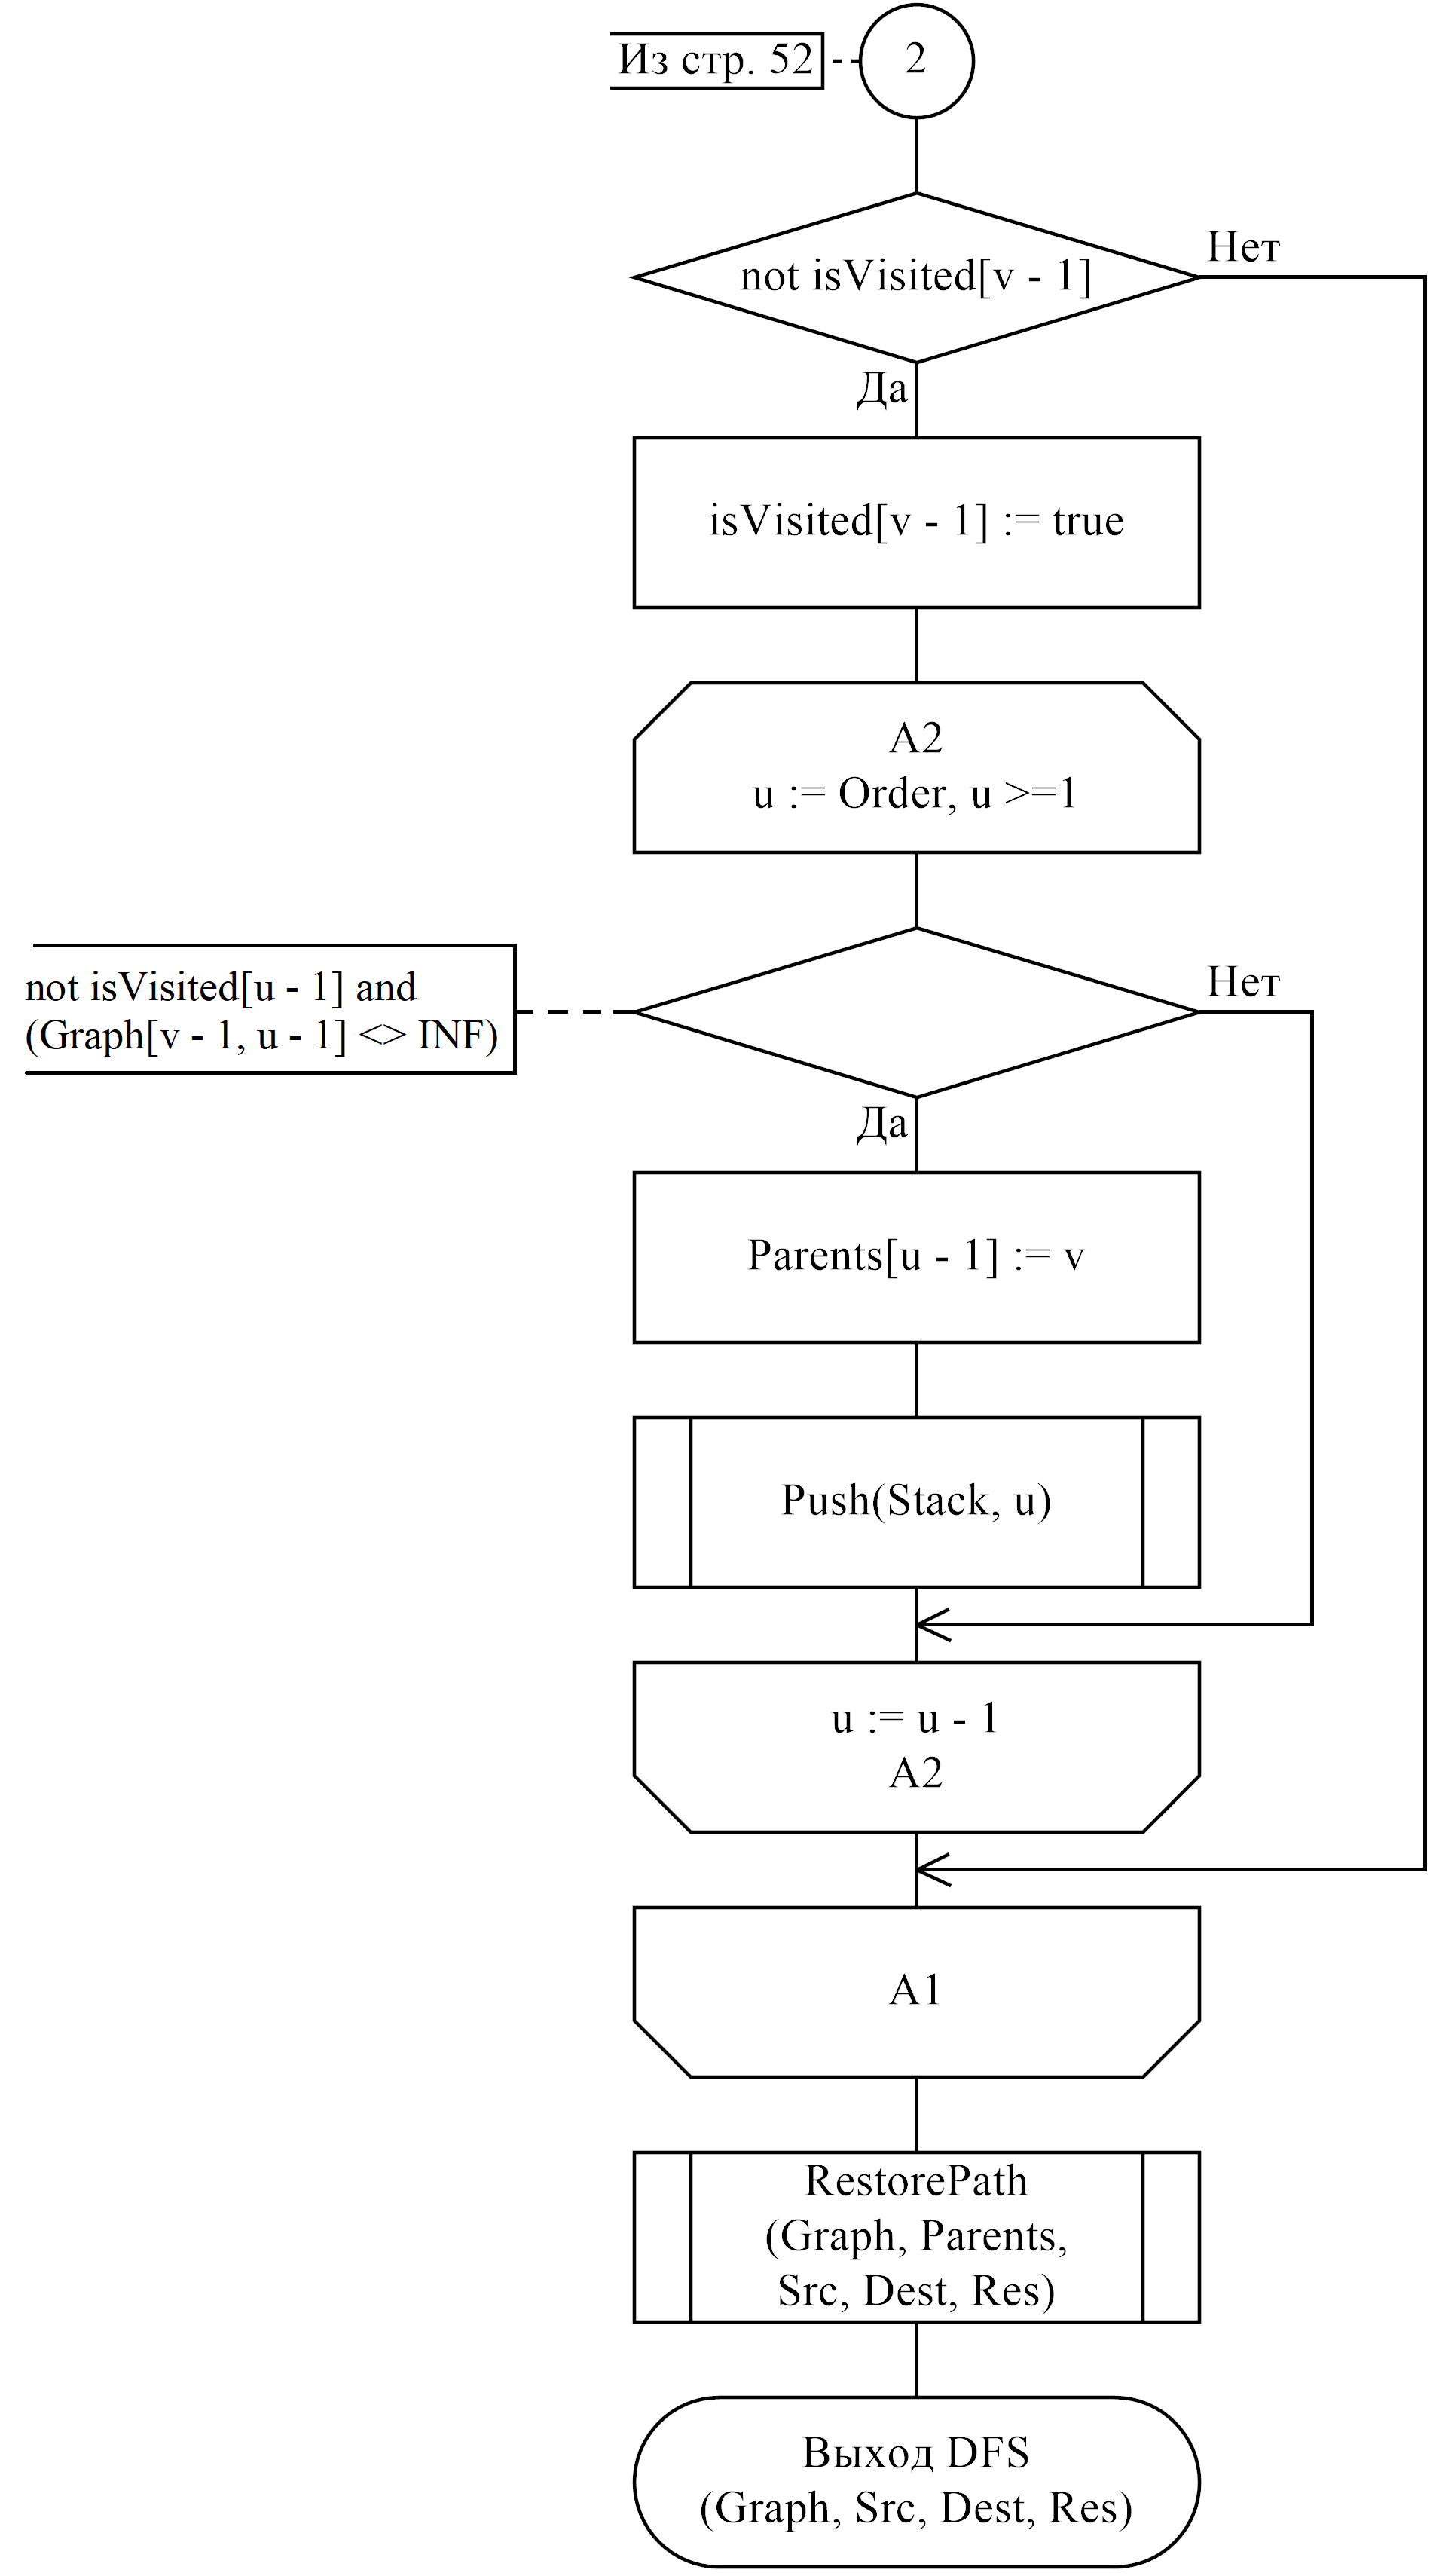 Из стр. 52
2
not isVisited[v - 1]
Нет
Да
isVisited[v - 1] := true
A2
u := Order, u >=1
not isVisited[u - 1] and
(Graph[v - 1, u - 1] <> INF)
Нет
Да
Parents[u - 1] := v
Push(Stack, u)
u := u - 1
A2
A1
RestorePath
(Graph, Parents,
Src, Dest, Res)
Выход DFS
(Graph, Src, Dest, Res)